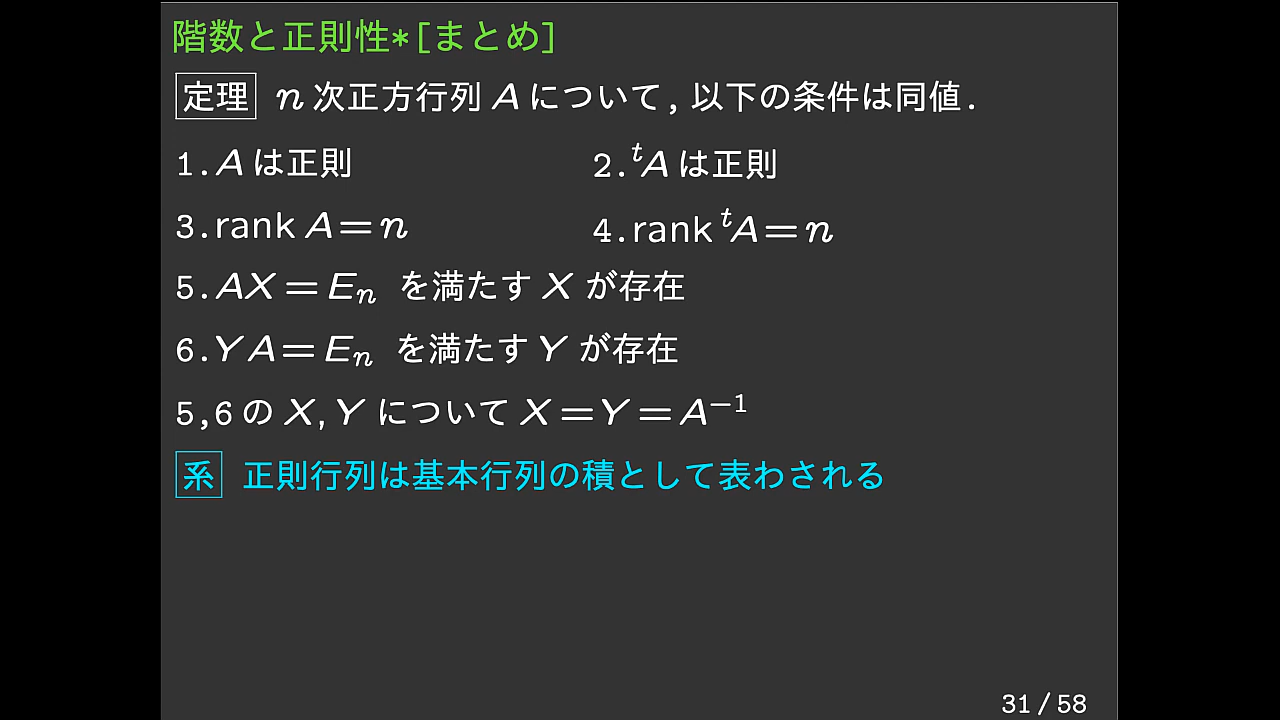 階数と正則性*[まとめ]
定理 n 次正方行列 A について, 以下の条件は同値.
1. A は正則
2. ᵗA は正則
3. rank A = n
4. rank ᵗA = n
5. AX = Eₙ を満たす X が存在
6. YA = Eₙ を満たす Y が存在
5,6 の X, Y について X = Y = A⁻¹
系 正則行列は基本行列の積として表わされる
31 / 58